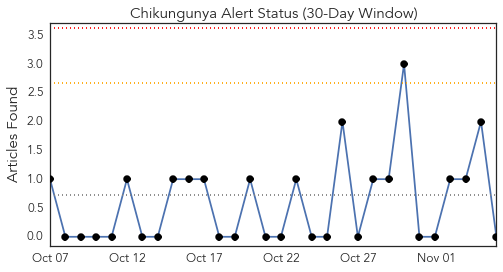 Chikungunya Alert Status (30-Day Window)
Articles Found
3.5
3.0
2.5
2.0
1.5
1.0
0.5
0.0
Oct 07
Oct 12
Oct 17
Oct 22
Oct 27
Nov 01